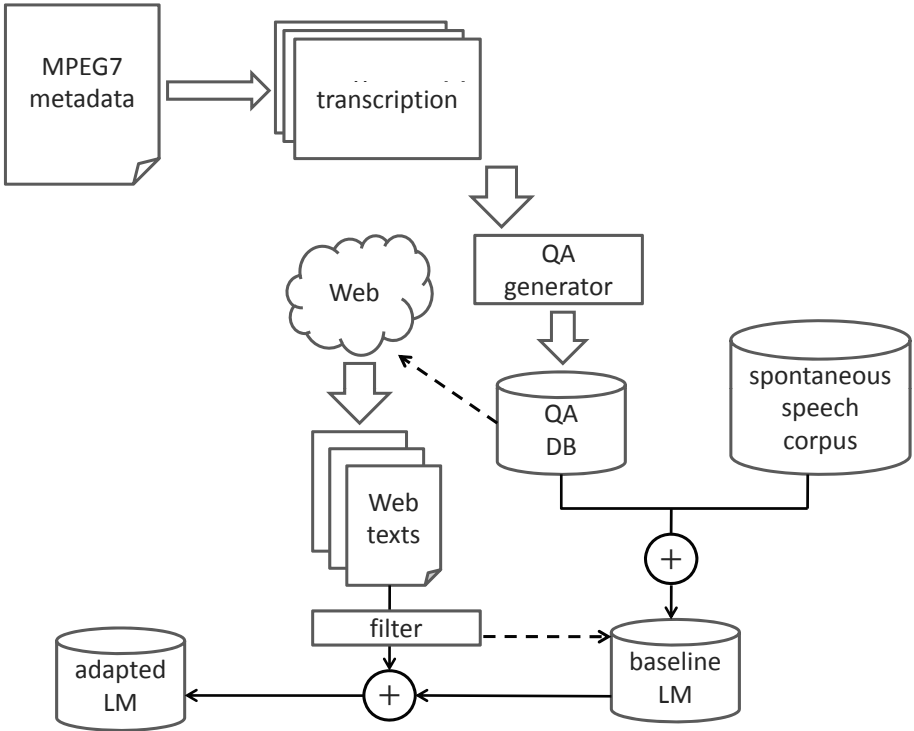 MPEG7
metadata
transcription
QA
generator
Web
spontaneous
speech
corpus
QA
DB
Web
texts
+
filter
baseline
LM
adapted
LM
+